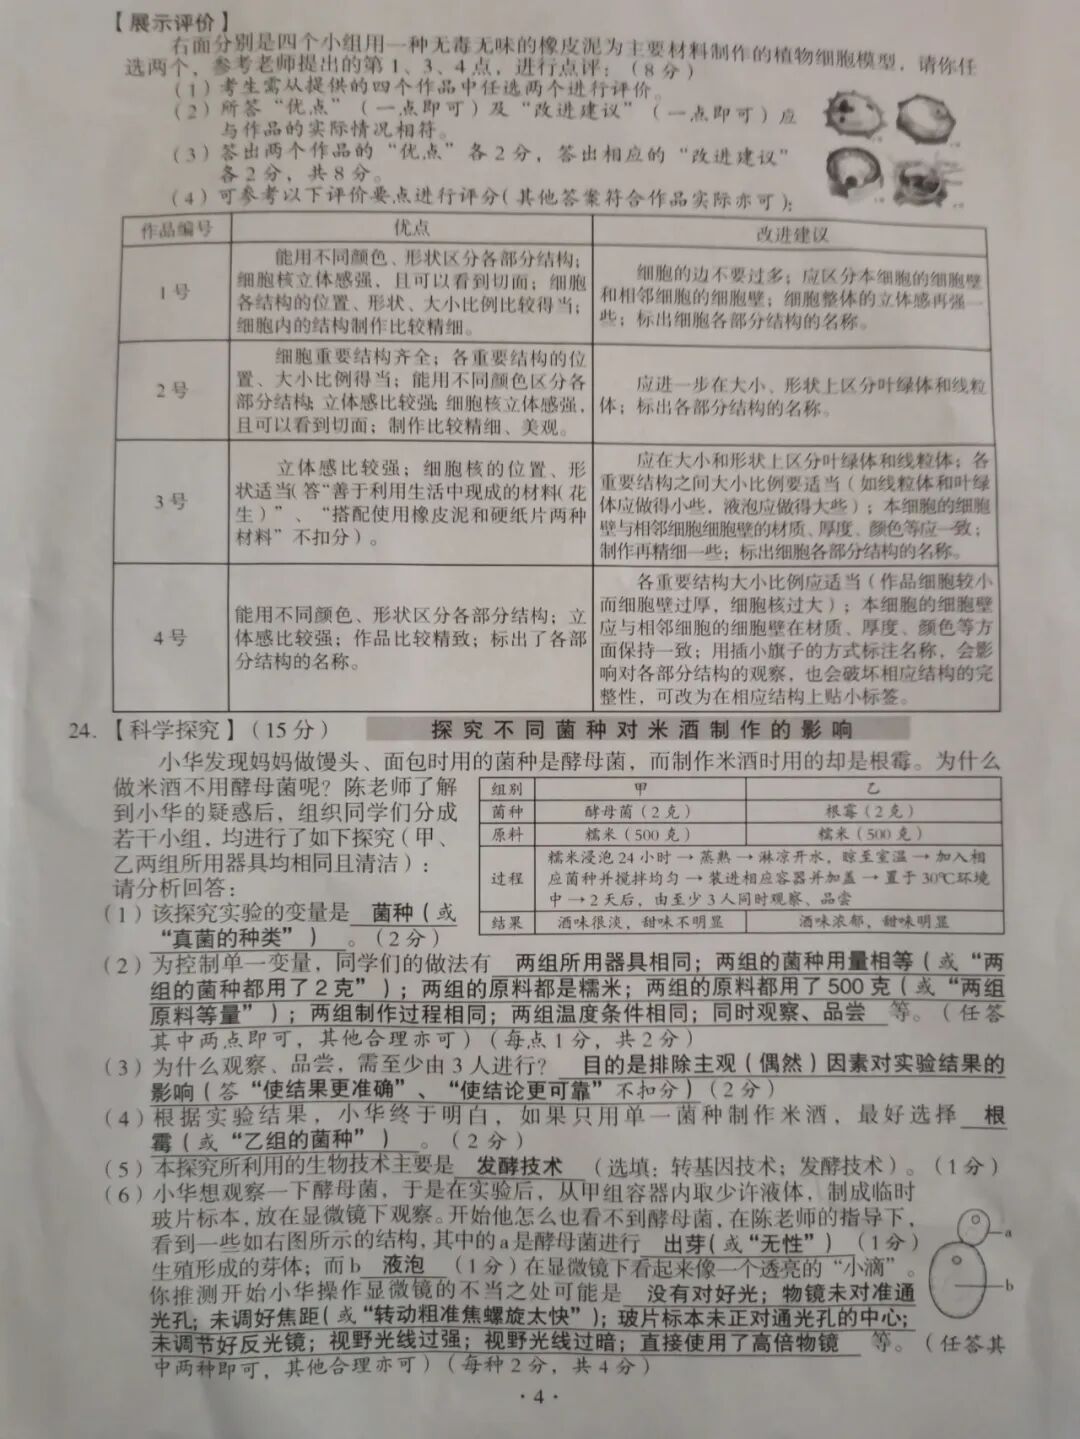 【展示评价】
右面分别是四个小组用一种无毒无味的橡皮泥为主要材料制作的植物细胞模型，请你任
选两个，参考老师提出的第1、3、4点，进行点评：（8分）
（1）考生需从提供的四个作品中任选两个进行评价。
（2）所答“优点”（一点即可）及“改进建议”（一点即可）应
与作品的实际情况相符。
（3）答出两个作品的“优点”各2分，答出相应的“改进建议”
各2分，共8分。
（4）可参考以下评价要点进行评分（其他答案符合作品实际亦可）：
作品编号 优点 改进建议
1号
能用不同颜色、形状区分各部分结构；
细胞核立体感强，且可以看到切面；细胞
各结构的位置、形状、大小比例比较得当；
细胞内的结构制作比较精细。
细胞的边不要过多；应区分本细胞的细胞壁
和相邻细胞的细胞壁；细胞整体的立体感再强一
些；标出细胞各部分结构的名称。
2号
细胞重要结构齐全；各重要结构的位
置、大小比例得当；能用不同颜色区分各
部分结构；立体感比较强；细胞核立体感强，
且可以看到切面；制作比较精细、美观。
应进一步在大小、形状上区分叶绿体和线粒
体；标出各部分结构的名称。
3号
立体感比较强；细胞核的位置、形
状适当（答“善于利用生活中现成的材料（花
生）”、“搭配使用橡皮泥和硬纸片两种
材料”不扣分）。
应在大小和形状上区分叶绿体和线粒体；各
重要结构之间大小比例要适当（如线粒体和叶绿
体应做得小些，液泡应做得大些）；本细胞的细胞
壁与相邻细胞细胞壁的材质、厚度、颜色等应一致；
制作再精细一些；标出细胞各部分结构的名称。
4号
能用不同颜色、形状区分各部分结构；立
体感比较强；作品比较精致；标出了各部
分结构的名称。
各重要结构大小比例应适当（作品细胞较小
而细胞壁过厚，细胞核过大）；本细胞的细胞壁
应与相邻细胞的细胞壁在材质、厚度、颜色等方
面保持一致；用插小旗子的方式标注名称，会影
响对各部分结构的观察，也会破坏相应结构的完
整性，可改为在相应结构上贴小标签。
24.【科学探究】（15分） 探究不同菌种对米酒制作的影响
小华发现妈妈做馒头、面包时用的菌种是酵母菌，而制作米酒时用的却是根霉。为什么
做米酒不用酵母菌呢？陈老师了解
到小华的疑惑后，组织同学们分成
若干小组，均进行了如下探究（甲、
乙两组所用器具均相同且清洁）：
请分析回答：
组别 甲 乙
菌种 酵母菌（2克） 根霉（2克）
原料 糯米（500克） 糯米（500克）
过程
糯米浸泡24小时→蒸熟→淋凉开水，晾至室温→加入相
应菌种并搅拌均匀→装进相应容器并加盖→置于30℃环境
中→2天后，由至少3人同时观察、品尝
结果 酒味很淡，甜味不明显 酒味浓郁，甜味明显
（1）该探究实验的变量是 菌种（或
“真菌的种类”） 。（2分）
（2）为控制单一变量，同学们的做法有 两组所用器具相同；两组的菌种用量相等（或“两
组的菌种都用了2克”）；两组的原料都是糯米；两组的原料都用了500克（或“两组
原料等量”）；两组制作过程相同；两组温度条件相同；同时观察、品尝 等。（任答
其中两点即可，其他合理亦可）（每点1分，共2分）
（3）为什么观察、品尝，需至少由3人进行？ 目的是排除主观（偶然）因素对实验结果的
影响（答“使结果更准确”、“使结论更可靠”不扣分）（2分）
（4）根据实验结果，小华终于明白，如果只用单一菌种制作米酒，最好选择 根
霉（或“乙组的菌种”） 。（2分）
（5）本探究所利用的生物技术主要是 发酵技术 （选填：转基因技术；发酵技术）。（1分）
（6）小华想观察一下酵母菌，于是在实验后，从甲组容器内取少许液体，制成临时
玻片标本，放在显微镜下观察。开始他怎么也看不到酵母菌，在陈老师的指导下，
看到一些如右图所示的结构，其中的a是酵母菌进行 出芽（或“无性”） （1分）
生殖形成的芽体；而b 液泡 （1分）在显微镜下看起来像一个透亮的“小滴”。
你推测开始小华操作显微镜的不当之处可能是 没有对好光；物镜未对准通
光孔；未调好焦距（或“转动粗准焦螺旋太快”）；玻片标本未正对通光孔的中心；
未调节好反光镜；视野光线过强；视野光线过暗；直接使用了高倍物镜 等。（任答其
中两种即可，其他合理亦可）（每种2分，共4分）
a
b
·4·